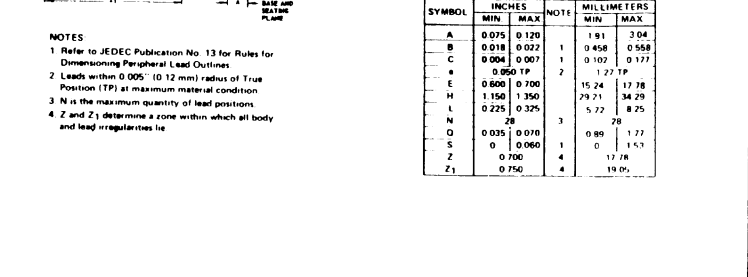 BASE AND
SEATING
PLANE
NOTES:
1 Refer to JEDEC Publication No. 13 for Rules for
Dimensioning Peripheral Lead Outlines
2 Leads within 0 005" (0 12 mm) radius of True
Position (TP) at maximum material condition
3 N is the maximum quantity of lead positions
4 Z and Z1 determine a zone within which all body
and lead irregularities lie
SYMBOL INCHES NOTE MILLIMETERS
MIN MAX MIN MAX
A 0.075 0 120 1 91 3 04
B 0.018 0 022 1 0 458 0 558
C 0 004 0 007 1 0 102 0 177
e 0.050 TP 2 1 27 TP
E 0 600 0 700 15 24 17 78
H 1.150 1 350 29 21 34 29
L 0 225 0 325 5 72 8 25
N 28 3 28
Q 0 035 0 070 0 89 1 77
S 0 0.060 1 0 1 53
Z 0 700 4 17 78
Z1 0 750 4 19 05